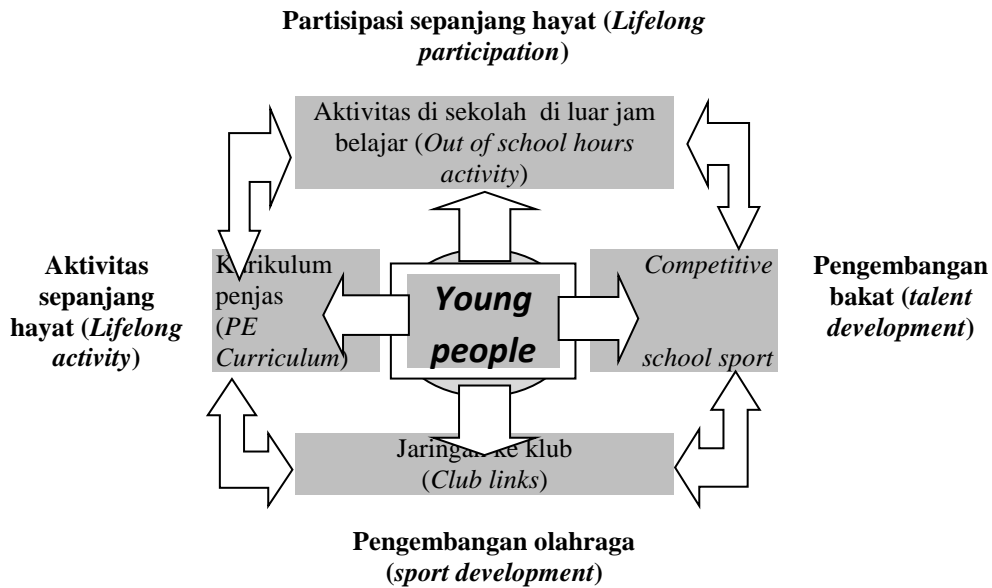 Partisipasi sepanjang hayat (Lifelong
participation)
Aktivitas di sekolah di luar jam
belajar (Out of school hours
activity)
Aktivitas
sepanjang
hayat (Lifelong
activity)
Kurikulum
penjas
(PE
Curriculum)
Young
people
Competitive
school sport
Pengembangan
bakat (talent
development)
Jaringan ke klub
(Club links)
Pengembangan olahraga
(sport development)